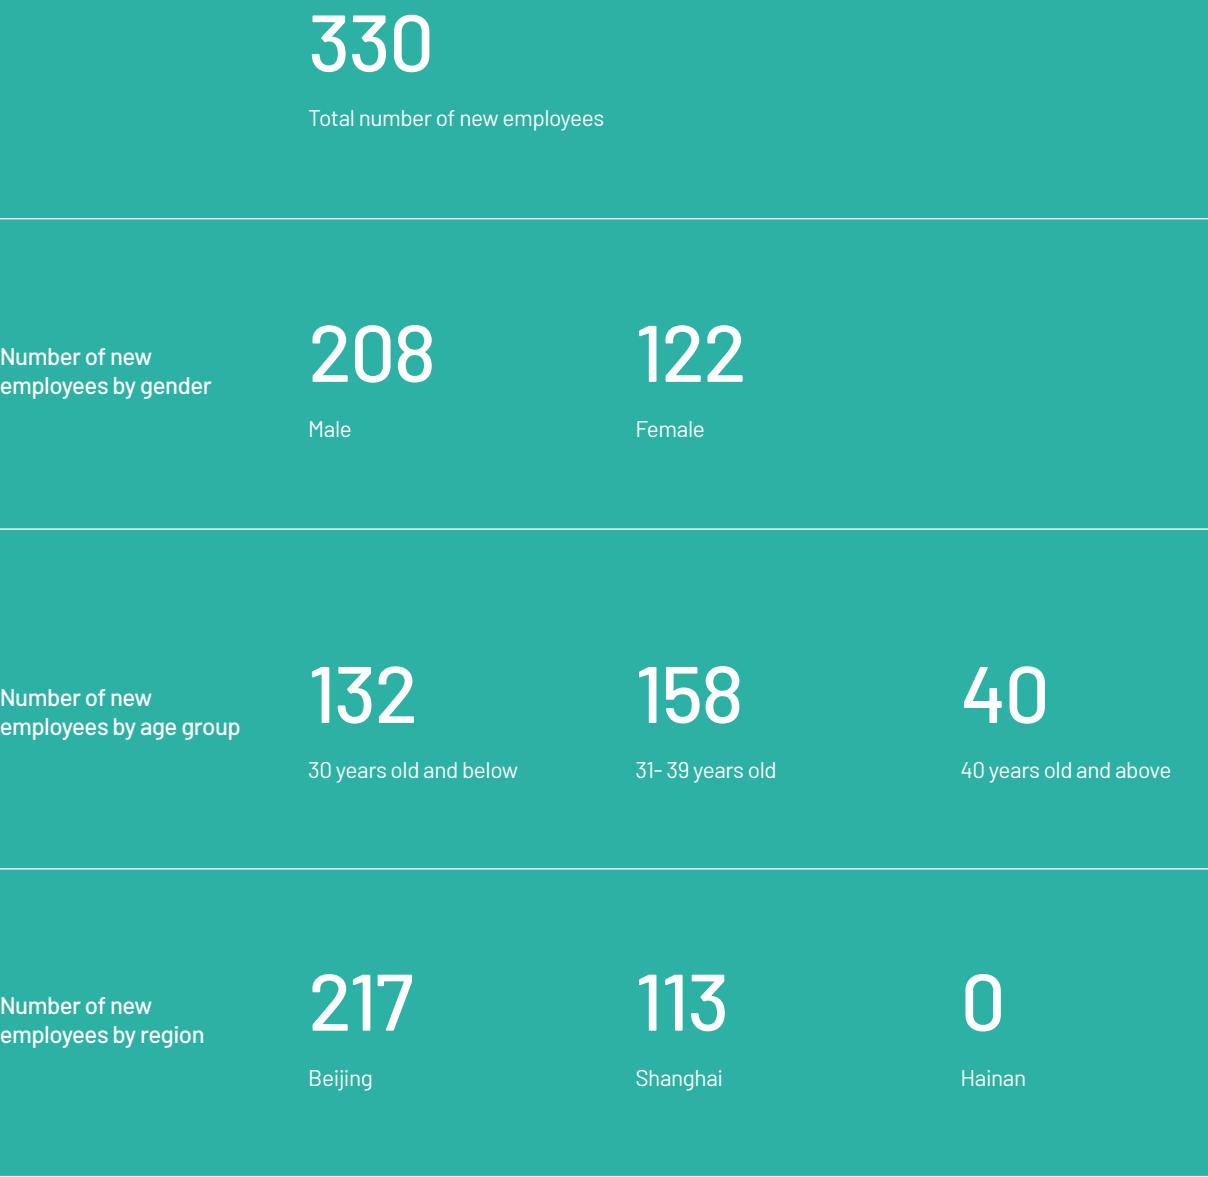 330
Total number of new employees
Number of new
employees by gender
208
Male
122
Female
Number of new
employees by age group
132
30 years old and below
158
31- 39 years old
40
40 years old and above
Number of new
employees by region
217
Beijing
113
Shanghai
0
Hainan